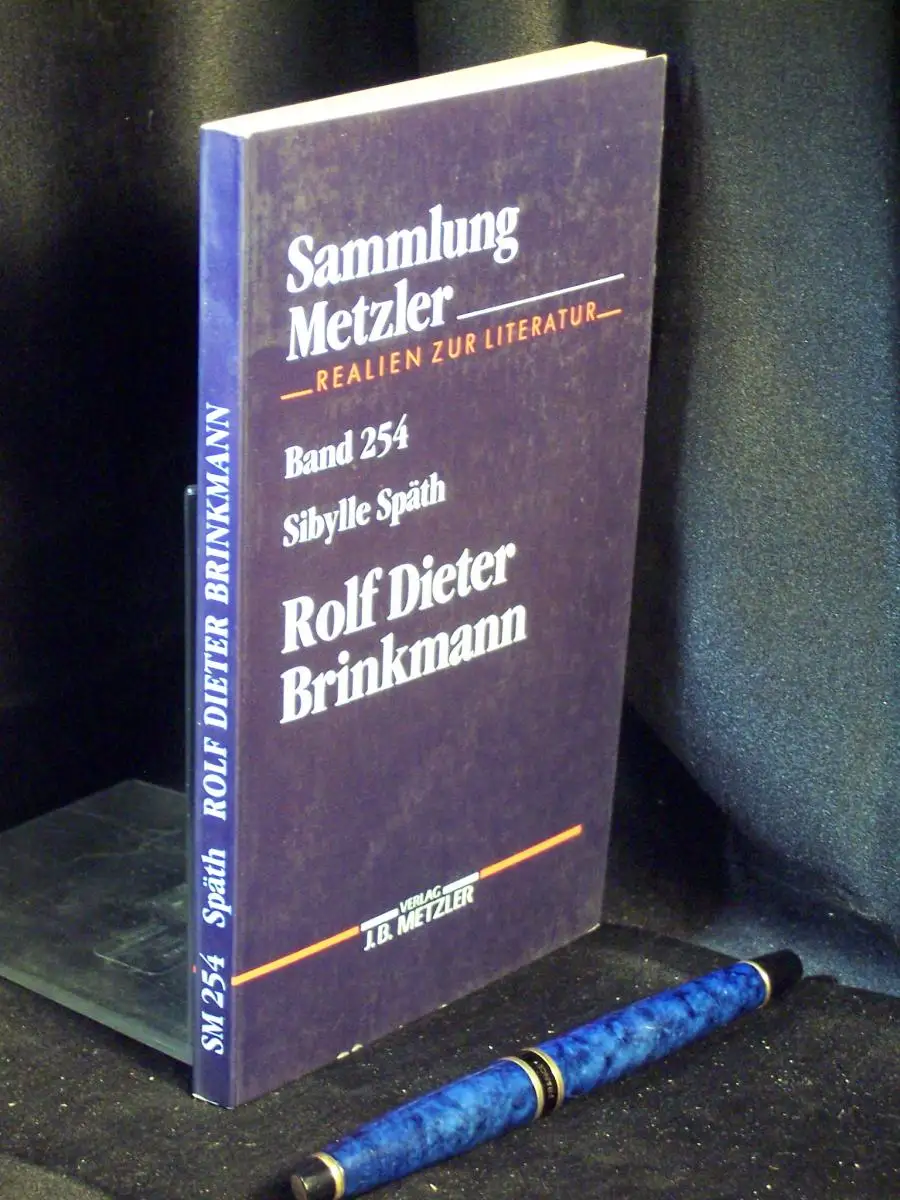 Sammlung
Metzler
REALIEN ZUR LITERATUR
Band 254
Sibylle Späth
Rolf Dieter
Brinkmann
VERLAG
J.B. METZLER
SM 254 Späth ROLF DIETER BRINKMANN